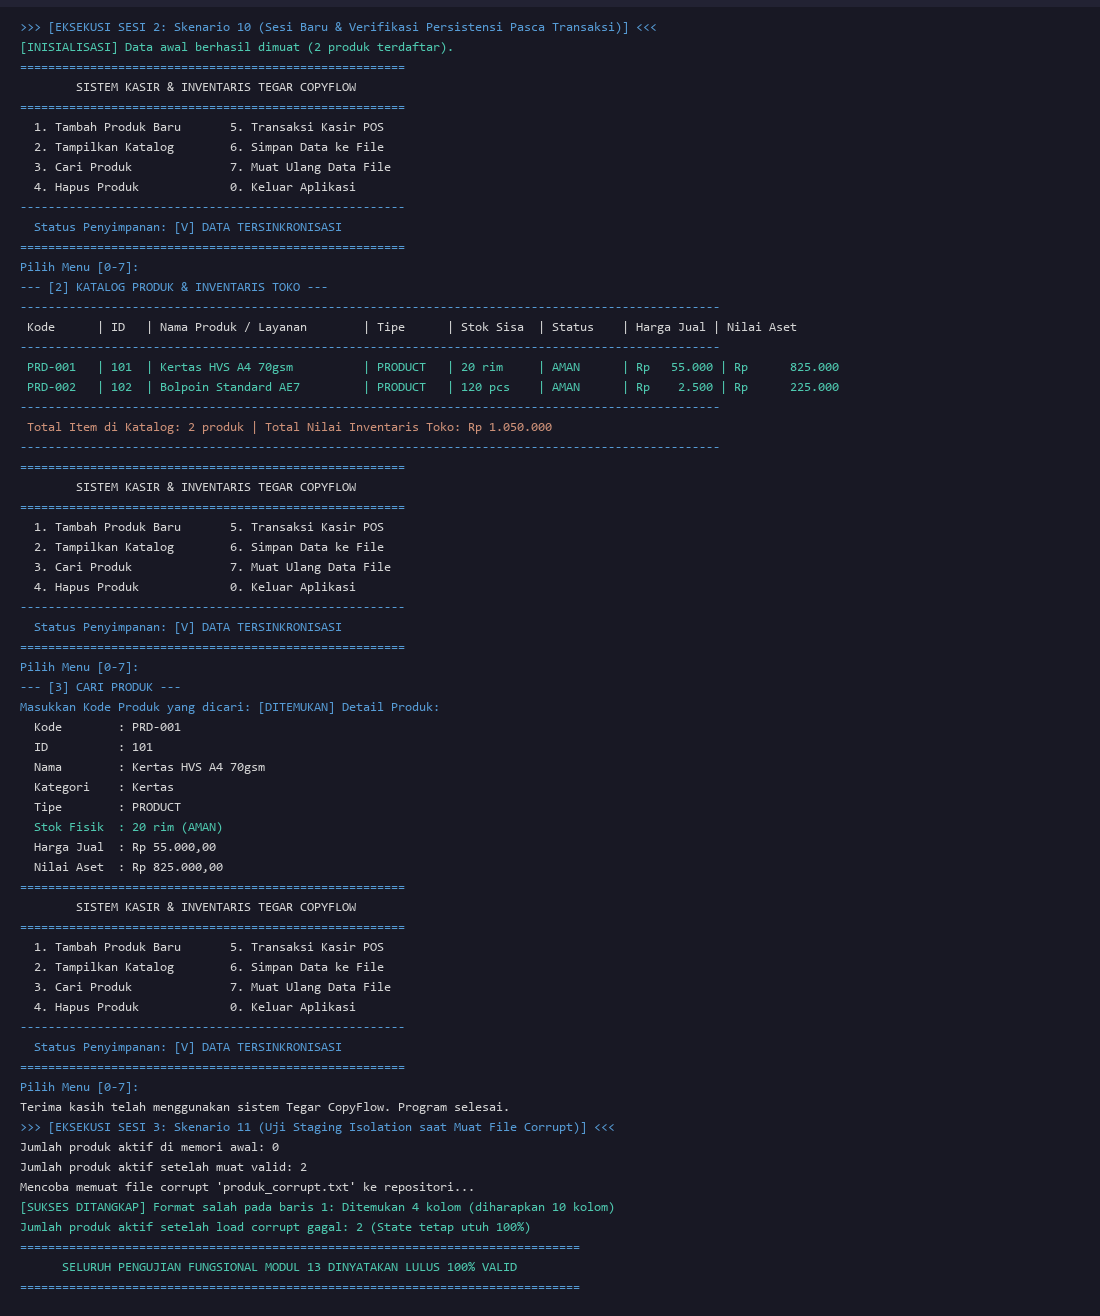 >>> [EKSEKUSI SESI 2: Skenario 10 (Sesi Baru & Verifikasi Persistensi Pasca Transaksi)] <<<
[INISIALISASI] Data awal berhasil dimuat (2 produk terdaftar).
=======================================================
        SISTEM KASIR & INVENTARIS TEGAR COPYFLOW
=======================================================
  1. Tambah Produk Baru       5. Transaksi Kasir POS
  2. Tampilkan Katalog        6. Simpan Data ke File
  3. Cari Produk              7. Muat Ulang Data File
  4. Hapus Produk             0. Keluar Aplikasi
-------------------------------------------------------
  Status Penyimpanan: [V] DATA TERSINKRONISASI
=======================================================
Pilih Menu [0-7]:
--- [2] KATALOG PRODUK & INVENTARIS TOKO ---
----------------------------------------------------------------------------------------------------
 Kode      | ID   | Nama Produk / Layanan        | Tipe      | Stok Sisa  | Status    | Harga Jual | Nilai Aset
----------------------------------------------------------------------------------------------------
 PRD-001   | 101  | Kertas HVS A4 70gsm          | PRODUCT   | 20 rim     | AMAN      | Rp   55.000 | Rp      825.000
 PRD-002   | 102  | Bolpoin Standard AE7         | PRODUCT   | 120 pcs    | AMAN      | Rp    2.500 | Rp      225.000
----------------------------------------------------------------------------------------------------
 Total Item di Katalog: 2 produk | Total Nilai Inventaris Toko: Rp 1.050.000
----------------------------------------------------------------------------------------------------
=======================================================
        SISTEM KASIR & INVENTARIS TEGAR COPYFLOW
=======================================================
  1. Tambah Produk Baru       5. Transaksi Kasir POS
  2. Tampilkan Katalog        6. Simpan Data ke File
  3. Cari Produk              7. Muat Ulang Data File
  4. Hapus Produk             0. Keluar Aplikasi
-------------------------------------------------------
  Status Penyimpanan: [V] DATA TERSINKRONISASI
=======================================================
Pilih Menu [0-7]:
--- [3] CARI PRODUK ---
Masukkan Kode Produk yang dicari: [DITEMUKAN] Detail Produk:
  Kode        : PRD-001
  ID          : 101
  Nama        : Kertas HVS A4 70gsm
  Kategori    : Kertas
  Tipe        : PRODUCT
  Stok Fisik  : 20 rim (AMAN)
  Harga Jual  : Rp 55.000,00
  Nilai Aset  : Rp 825.000,00
=======================================================
        SISTEM KASIR & INVENTARIS TEGAR COPYFLOW
=======================================================
  1. Tambah Produk Baru       5. Transaksi Kasir POS
  2. Tampilkan Katalog        6. Simpan Data ke File
  3. Cari Produk              7. Muat Ulang Data File
  4. Hapus Produk             0. Keluar Aplikasi
-------------------------------------------------------
  Status Penyimpanan: [V] DATA TERSINKRONISASI
=======================================================
Pilih Menu [0-7]:
Terima kasih telah menggunakan sistem Tegar CopyFlow. Program selesai.
>>> [EKSEKUSI SESI 3: Skenario 11 (Uji Staging Isolation saat Muat File Corrupt)] <<<
Jumlah produk aktif di memori awal: 0
Jumlah produk aktif setelah muat valid: 2
Mencoba memuat file corrupt 'produk_corrupt.txt' ke repositori...
[SUKSES DITANGKAP] Format salah pada baris 1: Ditemukan 4 kolom (diharapkan 10 kolom)
Jumlah produk aktif setelah load corrupt gagal: 2 (State tetap utuh 100%)
================================================================================
      SELURUH PENGUJIAN FUNGSIONAL MODUL 13 DINYATAKAN LULUS 100% VALID
================================================================================